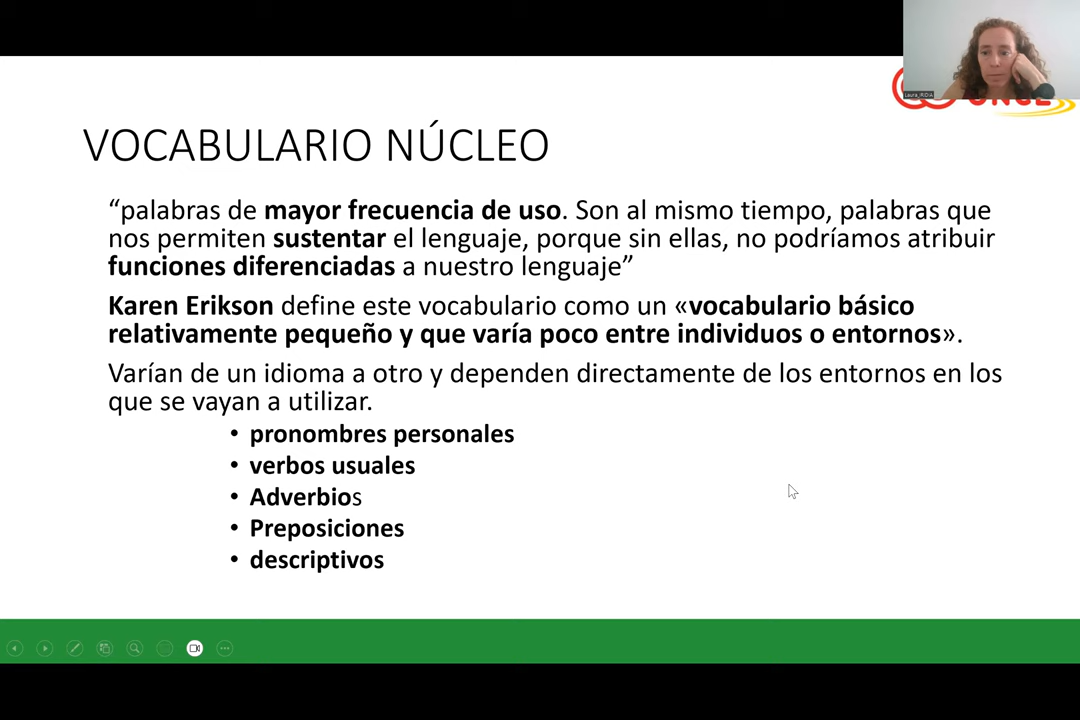 Laura_IRIDIA
ONCE
VOCABULARIO NÚCLEO
“palabras de mayor frecuencia de uso. Son al mismo tiempo, palabras que
nos permiten sustentar el lenguaje, porque sin ellas, no podríamos atribuir
funciones diferenciadas a nuestro lenguaje”
Karen Erikson define este vocabulario como un «vocabulario básico
relativamente pequeño y que varía poco entre individuos o entornos».
Varían de un idioma a otro y dependen directamente de los entornos en los
que se vayan a utilizar.
• pronombres personales
• verbos usuales
• Adverbios
• Preposiciones
• descriptivos